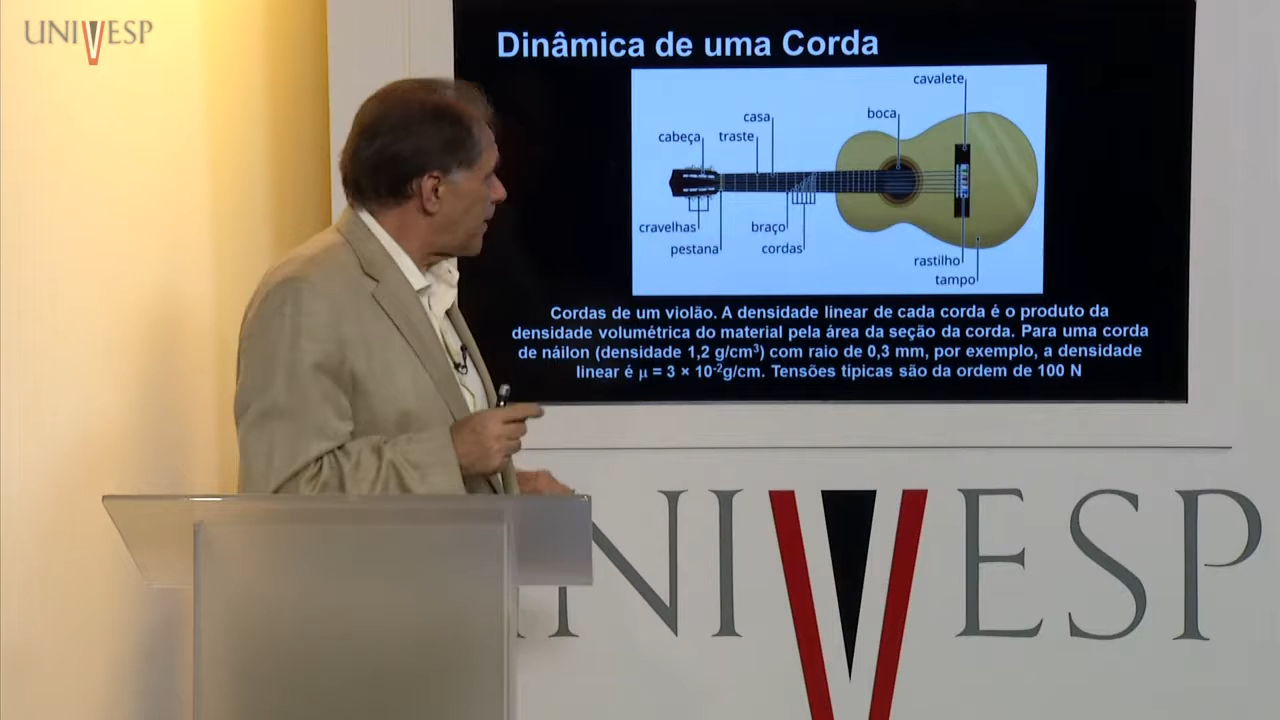 UNIVESP
Dinâmica de uma Corda
cavalete
boca
casa
cabeça
traste
cravelhas
braço
pestana
cordas
rastilho
tampo
Cordas de um violão. A densidade linear de cada corda é o produto da
densidade volumétrica do material pela área da seção da corda. Para uma corda
de náilon (densidade 1,2 g/cm³) com raio de 0,3 mm, por exemplo, a densidade
linear é μ = 3 × 10⁻²g/cm. Tensões típicas são da ordem de 100 N
UNIVESP